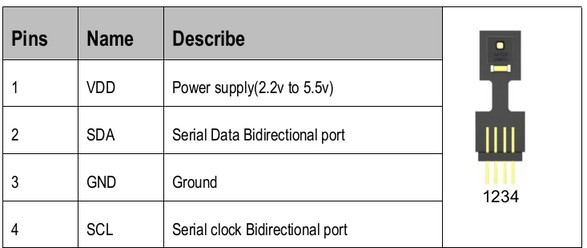 Pins Name Describe
1 VDD Power supply(2.2v to 5.5v)
2 SDA Serial Data Bidirectional port
3 GND Ground
4 SCL Serial clock Bidirectional port
1234